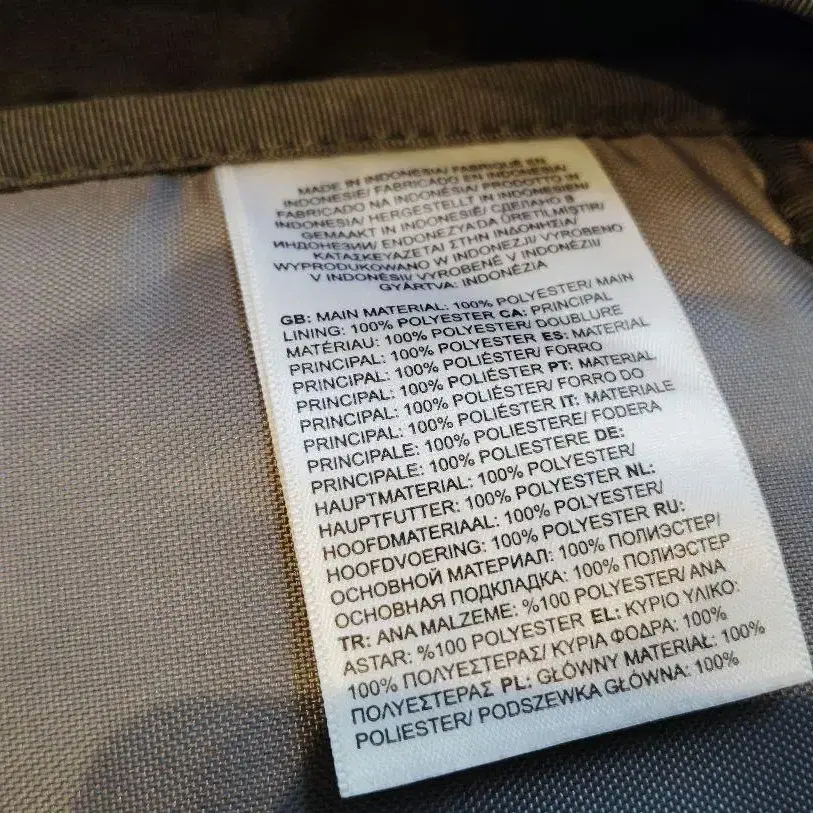 MADE IN INDONESIA/ FABRIQUÉ EN
INDONESIE/ FABRICADO EN INDONESIA/
FABRICADO NA INDONÉSIA/ PRODOTTO IN
INDONESIA/ HERGESTELLT IN INDONESIEN/
GEMAAKT IN INDONESIË/ СДЕЛАНО В
ИНДОНЕЗИИ/ ENDONEZYA DA ÜRETILMIŞTIR/
ΚΑΤΑΣΚΕΥΑΖΕΤΑΙ ΣΤΗΝ ΙΝΔΟΝΗΣΙΑ/
WYPRODUKOWANO W INDONEZJI/ VYROBENO
V INDONÉSII/ VYROBENÉ V INDONÉZII/
GYÁRTVA: INDONÉZIA
GB: MAIN MATERIAL: 100% POLYESTER/ MAIN
LINING: 100% POLYESTER CA: PRINCIPAL
MATÉRIAU: 100% POLYESTER/ DOUBLURE
PRINCIPAL: 100% POLYESTER ES: MATERIAL
PRINCIPAL: 100% POLIÉSTER/ FORRO
PRINCIPAL: 100% POLIÉSTER PT: MATERIAL
PRINCIPAL: 100% POLIÉSTER/ FORRO DO
PRINCIPAL: 100% POLIÉSTER IT: MATERIALE
PRINCIPALE: 100% POLIESTERE/ FODERA
PRINCIPALE: 100% POLIESTERE DE:
HAUPTMATERIAL: 100% POLYESTER/
HAUPTFUTTER: 100% POLYESTER NL:
HOOFDMATERIAAL: 100% POLYESTER/
HOOFDVOERING: 100% POLYESTER RU:
ОСНОВНОЙ МАТЕРИАЛ: 100% ПОЛИЭСТЕР/
ОСНОВНАЯ ПОДКЛАДКА: 100% ПОЛИЭСТЕР
TR: ANA MALZEME: %100 POLYESTER/ ANA
ASTAR: %100 POLYESTER EL: ΚΥΡΙΟ ΥΛΙΚΟ:
100% ΠΟΛΥΕΣΤΕΡΑΣ/ ΚΥΡΙΑ ΦΟΔΡΑ: 100%
ΠΟΛΥΕΣΤΕΡΑΣ PL: GŁÓWNY MATERIAŁ: 100%
POLIESTER/ PODSZEWKA GŁÓWNA: 100%